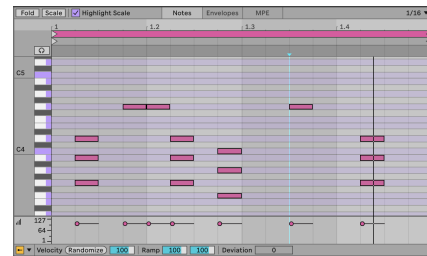 Fold Scale Highlight Scale Notes Envelopes MPE 1/16
1 1.2 1.3 1.4
C5
C4
127
64
1
Velocity Randomize 100 Ramp 100 100 Deviation 0